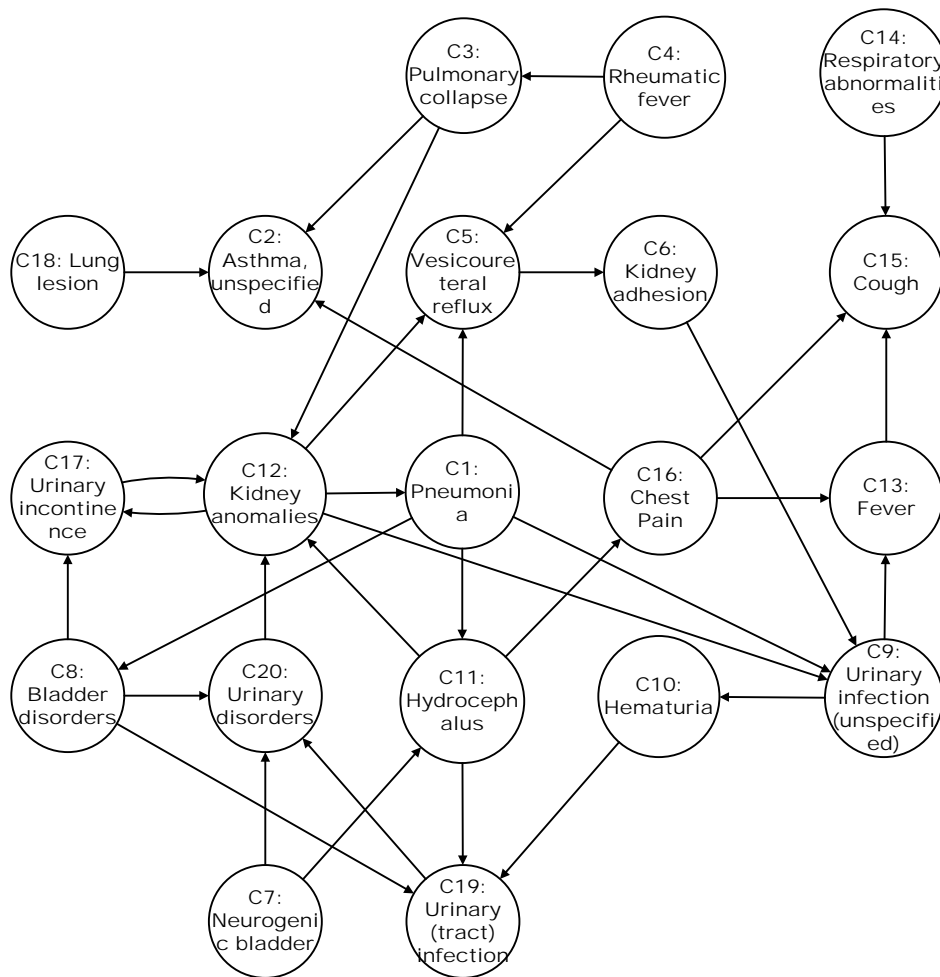 C3:
Pulmonary
collapse
C4:
Rheumatic
fever
C14:
Respiratory
abnormaliti
es
C18: Lung
lesion
C2:
Asthma,
unspecifie
d
C5:
Vesicoure
teral
reflux
C6:
Kidney
adhesion
C15:
Cough
C17:
Urinary
incontine
nce
C12:
Kidney
anomalies
C1:
Pneumoni
a
C16:
Chest
Pain
C13:
Fever
C8:
Bladder
disorders
C20:
Urinary
disorders
C11:
Hydroceph
alus
C10:
Hematuria
C9:
Urinary
infection
(unspecifi
ed)
C7:
Neurogeni
c bladder
C19:
Urinary
(tract)
infection